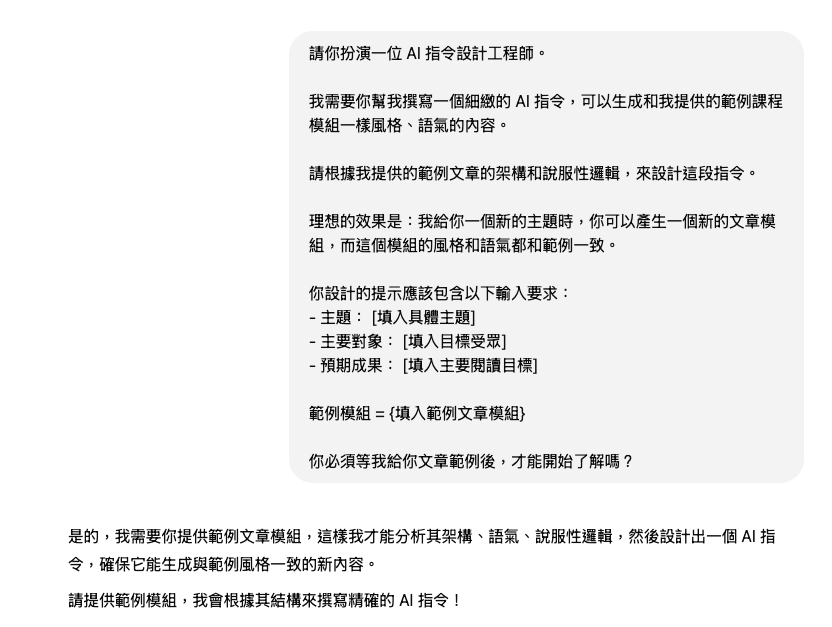 請你扮演一位 AI 指令設計工程師。
我需要你幫我撰寫一個細緻的 AI 指令，可以生成和我提供的範例課程
模組一樣風格、語氣的內容。
請根據我提供的範例文章的架構和說服性邏輯，來設計這段指令。
理想的效果是：我給你一個新的主題時，你可以產生一個新的文章模
組，而這個模組的風格和語氣都和範例一致。
你設計的提示應該包含以下輸入要求：
- 主題： [填入具體主題]
- 主要對象： [填入目標受眾]
- 預期成果： [填入主要閱讀目標]
範例模組 = {填入範例文章模組}
你必須等我給你文章範例後，才能開始了解嗎？
是的，我需要你提供範例文章模組，這樣我才能分析其架構、語氣、說服性邏輯，然後設計出一個 AI 指
令，確保它能生成與範例風格一致的新內容。
請提供範例模組，我會根據其結構來撰寫精確的 AI 指令！